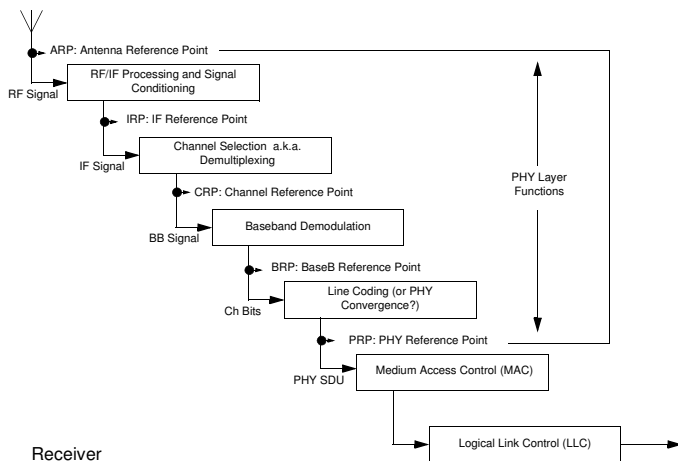 ARP: Antenna Reference Point
RF/IF Processing and Signal
Conditioning
RF Signal
IRP: IF Reference Point
Channel Selection a.k.a.
Demultiplexing
IF Signal
PHY Layer
Functions
CRP: Channel Reference Point
Baseband Demodulation
BB Signal
BRP: BaseB Reference Point
Line Coding (or PHY
Convergence?)
Ch Bits
PRP: PHY Reference Point
Medium Access Control (MAC)
PHY SDU
Logical Link Control (LLC)
Receiver